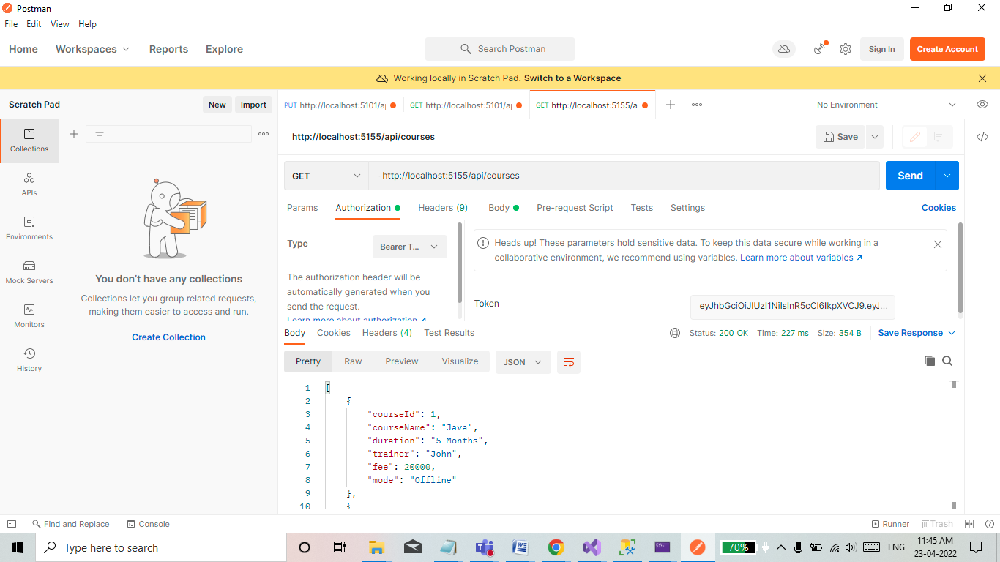 Postman
File Edit View Help
Home Workspaces Reports Explore
Search Postman
Sign In
Create Account
Working locally in Scratch Pad. Switch to a Workspace
Scratch Pad
New
Import
PUT http://localhost:5101/a
GET http://localhost:5101/a
GET http://localhost:5155/a
No Environment
Collections
APIs
Environments
Mock Servers
Monitors
History
You don't have any collections
Collections let you group related requests,
making them easier to access and run.
Create Collection
http://localhost:5155/api/courses
Save
GET
http://localhost:5155/api/courses
Send
Params Authorization Headers (9) Body Pre-request Script Tests Settings
Cookies
Type
Bearer T...
The authorization header will be
automatically generated when you
send the request.
Learn more about authorization ↗
Heads up! These parameters hold sensitive data. To keep this data secure while working in a
collaborative environment, we recommend using variables. Learn more about variables ↗
Token
eyJhbGciOiJIUzI1NiIsInR5cCI6IkpXVCJ9.eyJ...
Body Cookies Headers (4) Test Results
Status: 200 OK Time: 227 ms Size: 354 B
Save Response
Pretty Raw Preview Visualize
JSON
1 [
2 {
3 "courseId": 1,
4 "courseName": "Java",
5 "duration": "5 Months",
6 "trainer": "John",
7 "fee": 20000,
8 "mode": "Offline"
9 },
10 {
Find and Replace
Console
Runner
Trash
Type here to search
70%
ENG
11:45 AM
23-04-2022